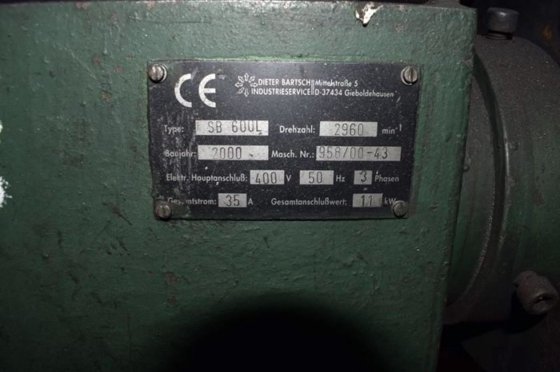 CE DIETER BARTSCH Mittelstraße 5
INDUSTRIESERVICE D-37434 Gieboldehausen
Type: SB 600L Drehzahl: 2960 min⁻¹
Baujahr: 2000 Masch. Nr.: 958/00-43
Elektr. Hauptanschluß: 400 V 50 Hz 3 Phasen
Gesamtstrom: 35 A Gesamtanschlußwert: 11 kW